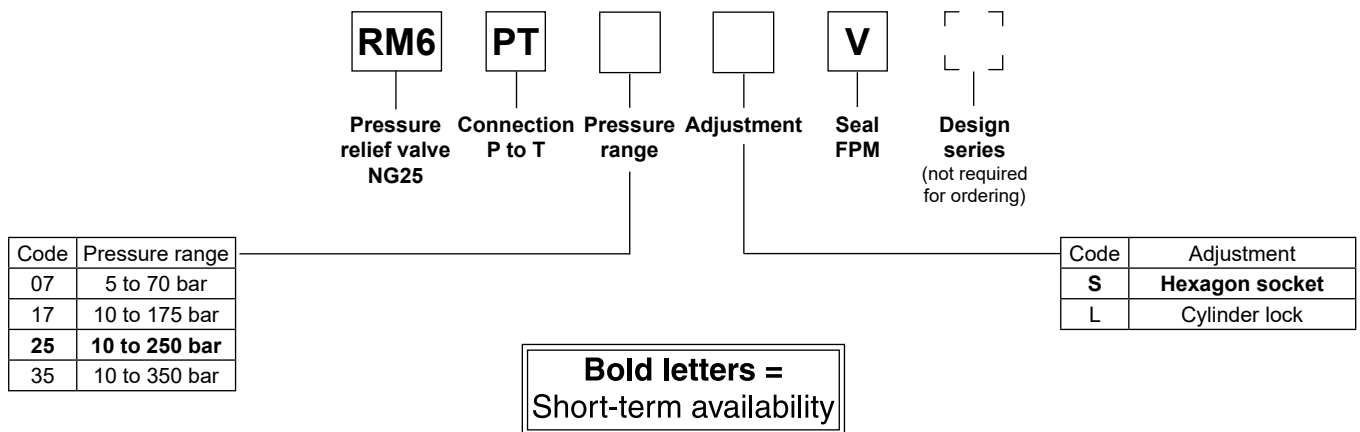 RM6 PT V
Pressure relief valve NG25
Connection P to T
Pressure range
Adjustment
Seal FPM
Design series
(not required for ordering)
Code Pressure range
07 5 to 70 bar
17 10 to 175 bar
25 10 to 250 bar
35 10 to 350 bar
Code Adjustment
S Hexagon socket
L Cylinder lock
Bold letters =
Short-term availability